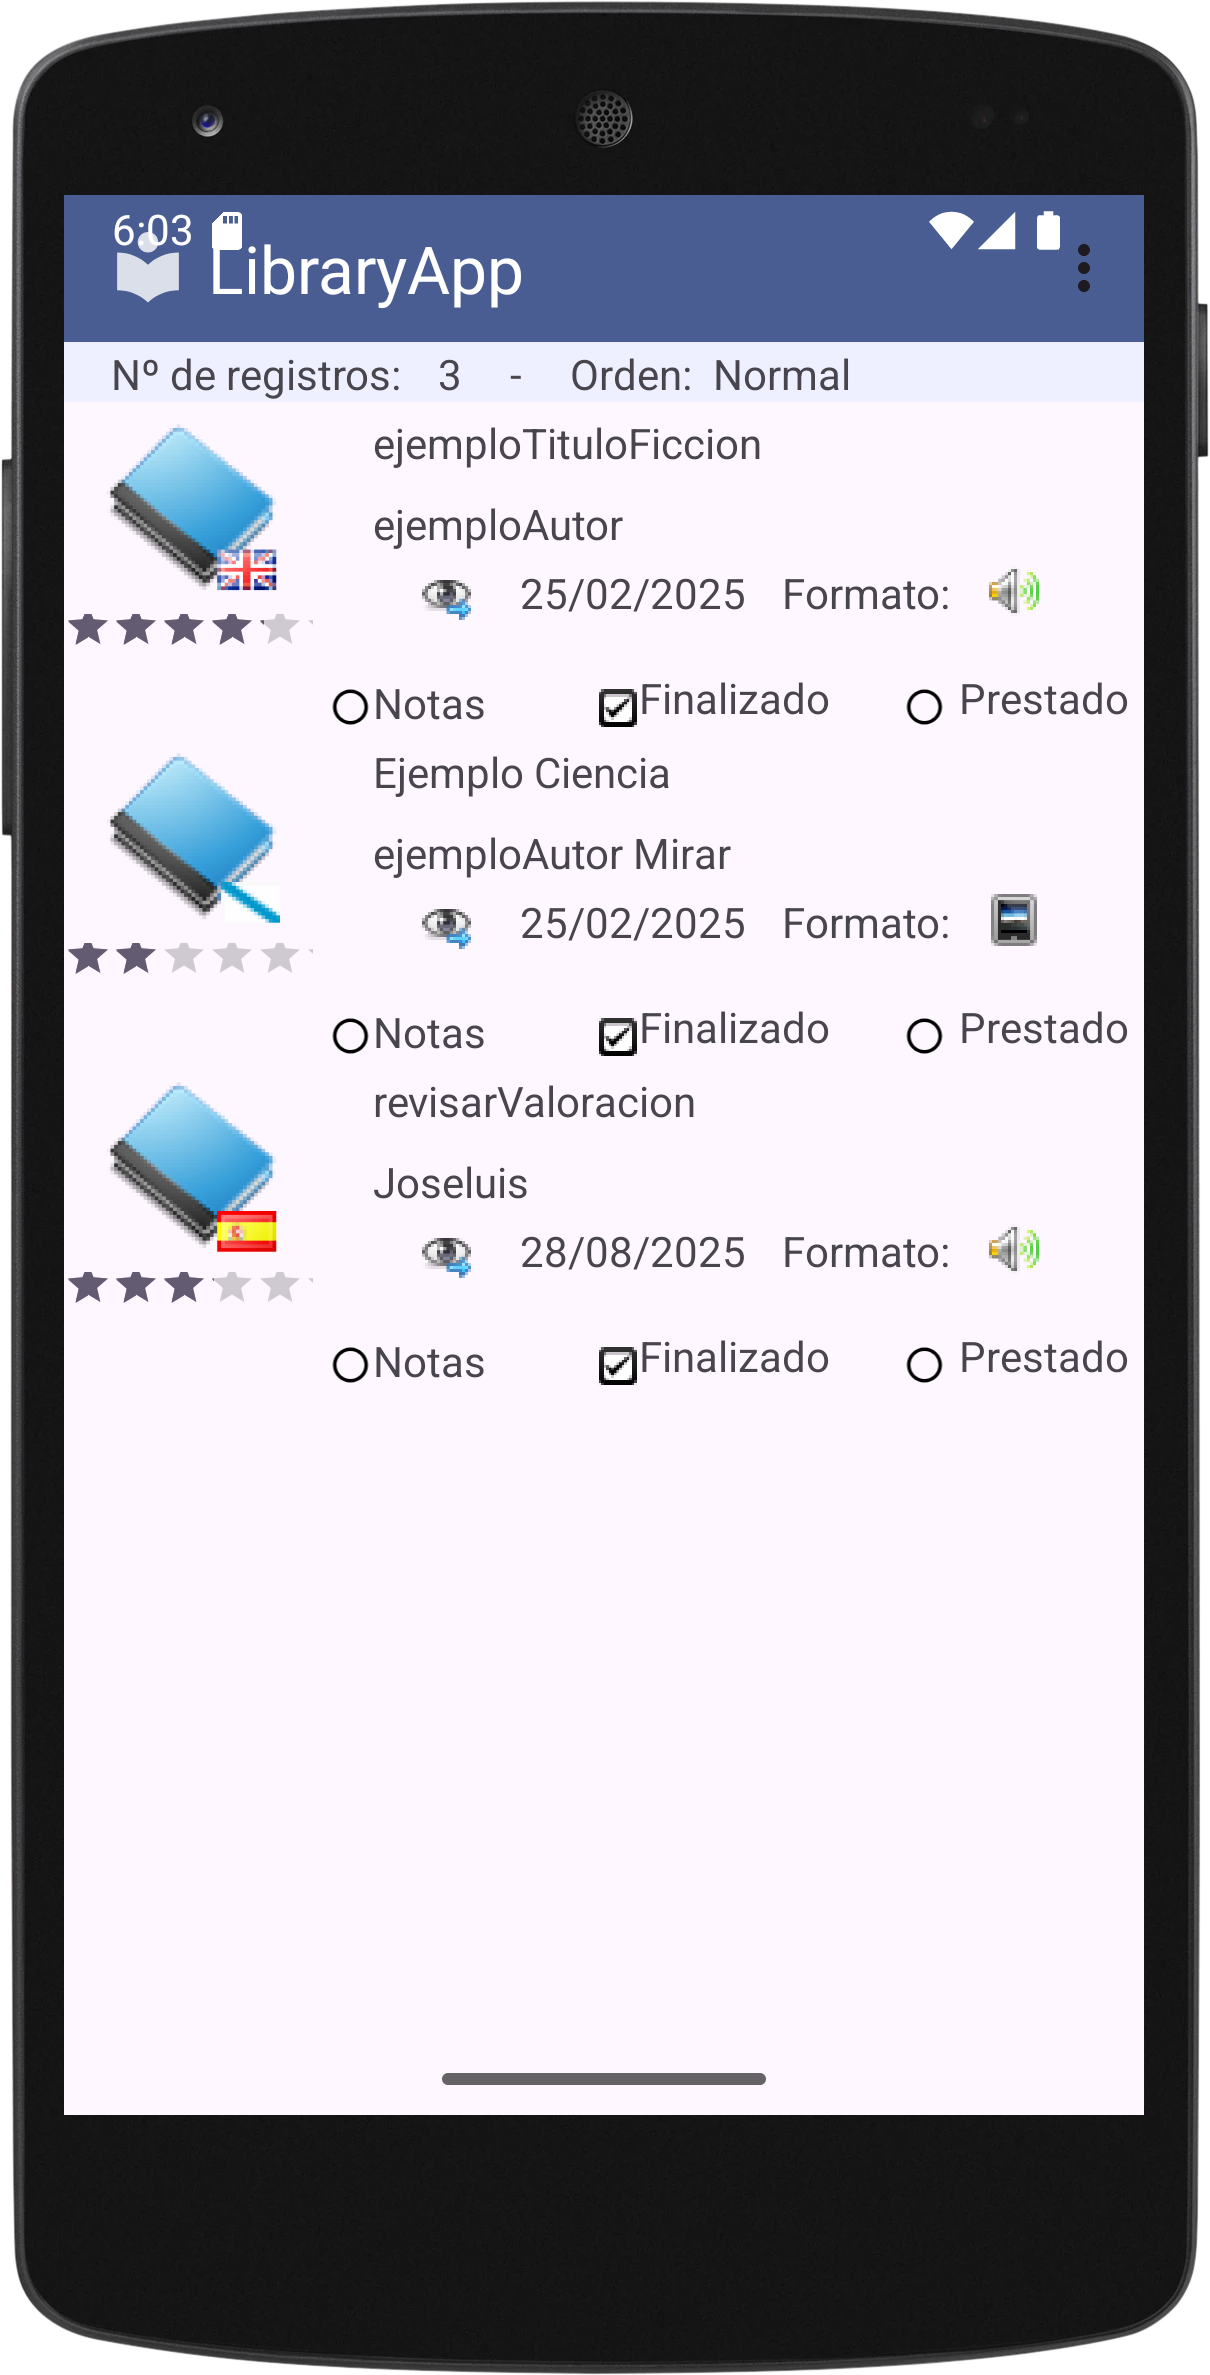 6:03
LibraryApp
Nº de registros: 3 - Orden: Normal
ejemploTituloFiccion
ejemploAutor
25/02/2025 Formato:
Notas Finalizado Prestado
Ejemplo Ciencia
ejemploAutor Mirar
25/02/2025 Formato:
Notas Finalizado Prestado
revisarValoracion
Joseluis
28/08/2025 Formato:
Notas Finalizado Prestado